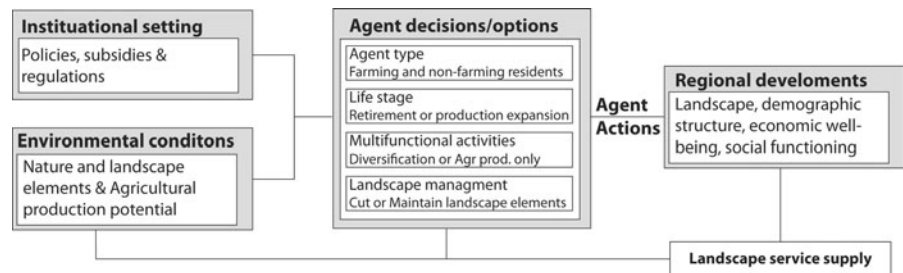 Instituational setting
Policies, subsidies &
regulations
Environmental conditons
Nature and landscape
elements & Agricultural
production potential
Agent decisions/options
Agent type
Farming and non-farming residents
Life stage
Retirement or production expansion
Multifunctional activities
Diversification or Agr prod. only
Landscape managment
Cut or Maintain landscape elements
Agent
Actions
Regional develoments
Landscape, demographic
structure, economic well-
being, social functioning
Landscape service supply